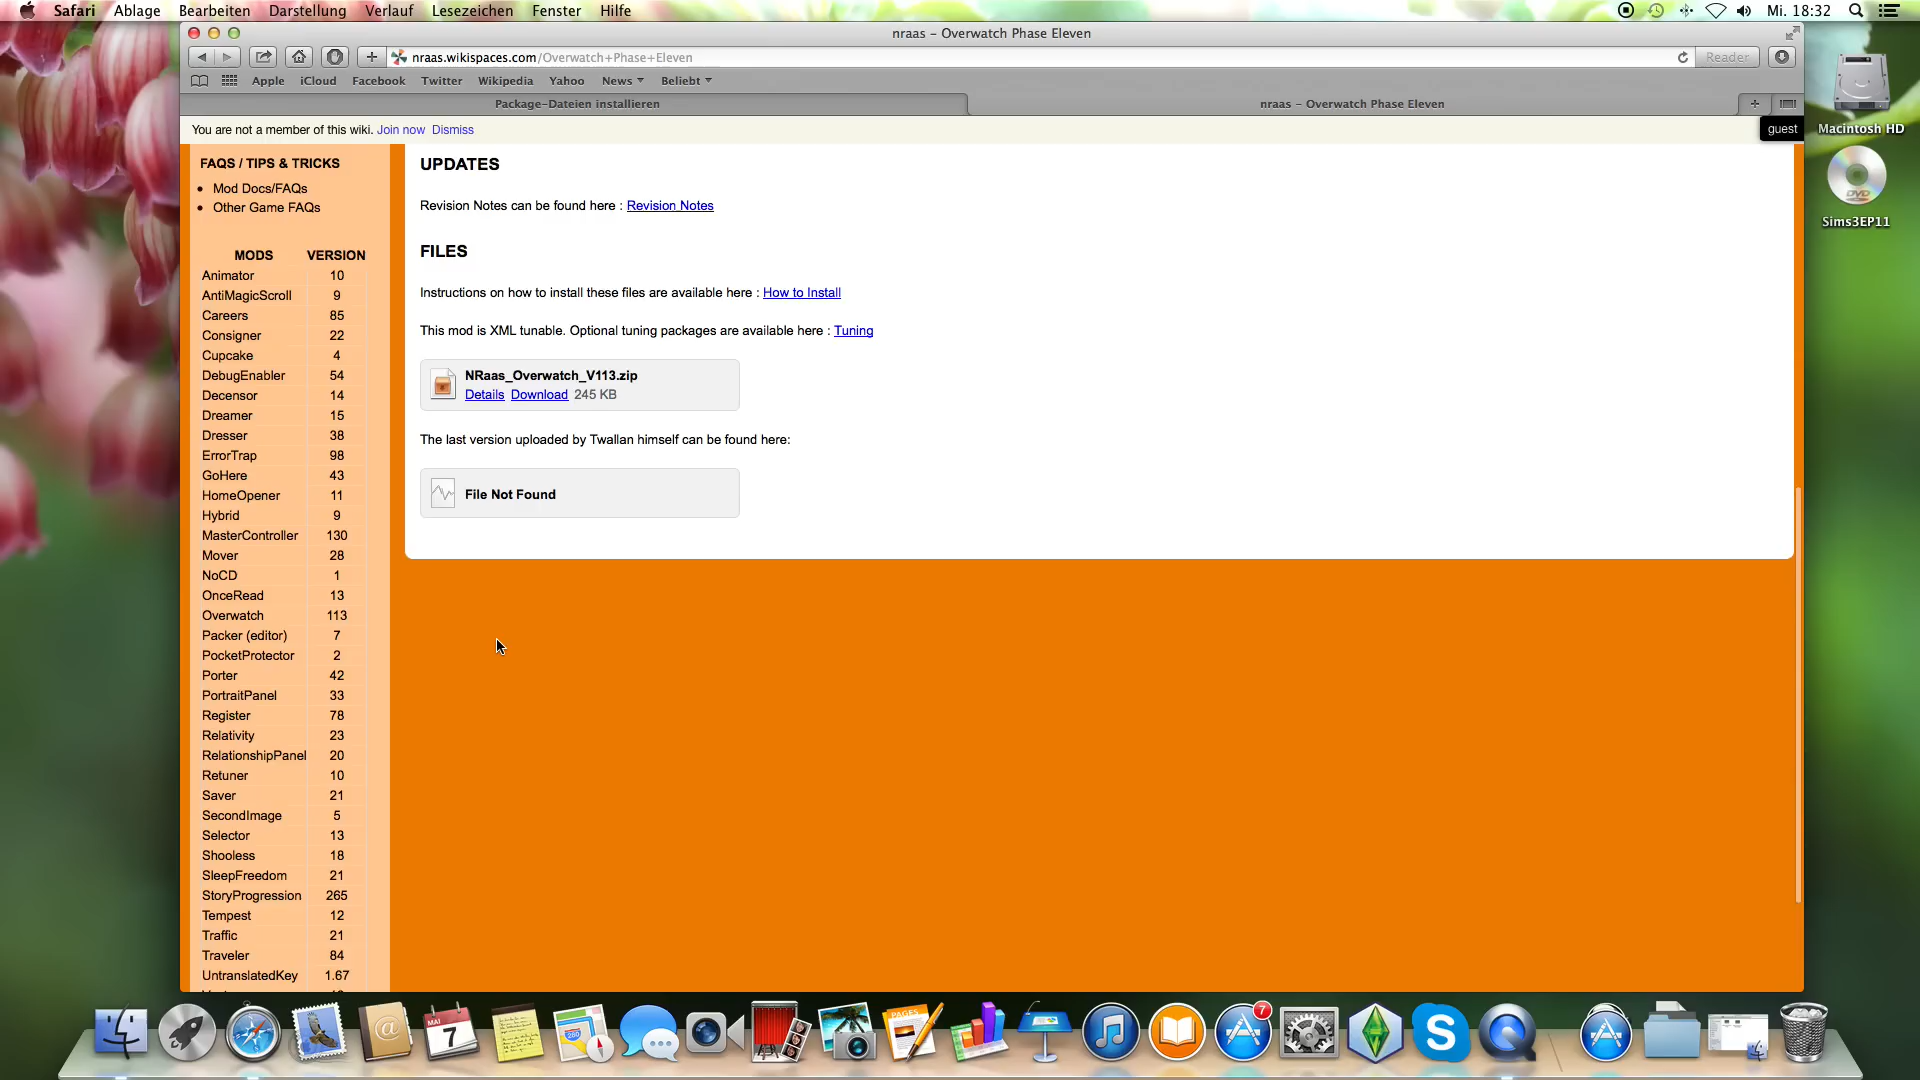 Safari Ablage Bearbeiten Darstellung Verlauf Lesezeichen Fenster Hilfe Mi. 18:32
nraas – Overwatch Phase Eleven
nraas.wikispaces.com/Overwatch+Phase+Eleven Reader
Apple iCloud Facebook Twitter Wikipedia Yahoo News Beliebt
Package-Dateien installieren nraas – Overwatch Phase Eleven
You are not a member of this wiki. Join now Dismiss guest
Macintosh HD
Sims3EP11
DVD
FAQS / TIPS & TRICKS
Mod Docs/FAQs
Other Game FAQs
MODS VERSION
Animator 10
AntiMagicScroll 9
Careers 85
Consigner 22
Cupcake 4
DebugEnabler 54
Decensor 14
Dreamer 15
Dresser 38
ErrorTrap 98
GoHere 43
HomeOpener 11
Hybrid 9
MasterController 130
Mover 28
NoCD 1
OnceRead 13
Overwatch 113
Packer (editor) 7
PocketProtector 2
Porter 42
PortraitPanel 33
Register 78
Relativity 23
RelationshipPanel 20
Retuner 10
Saver 21
SecondImage 5
Selector 13
Shooless 18
SleepFreedom 21
StoryProgression 265
Tempest 12
Traffic 21
Traveler 84
UntranslatedKey 1.67
UPDATES
Revision Notes can be found here : Revision Notes
FILES
Instructions on how to install these files are available here : How to Install
This mod is XML tunable. Optional tuning packages are available here : Tuning
NRaas_Overwatch_V113.zip
Details Download 245 KB
The last version uploaded by Twallan himself can be found here:
File Not Found
MAI
7
PAGES
7